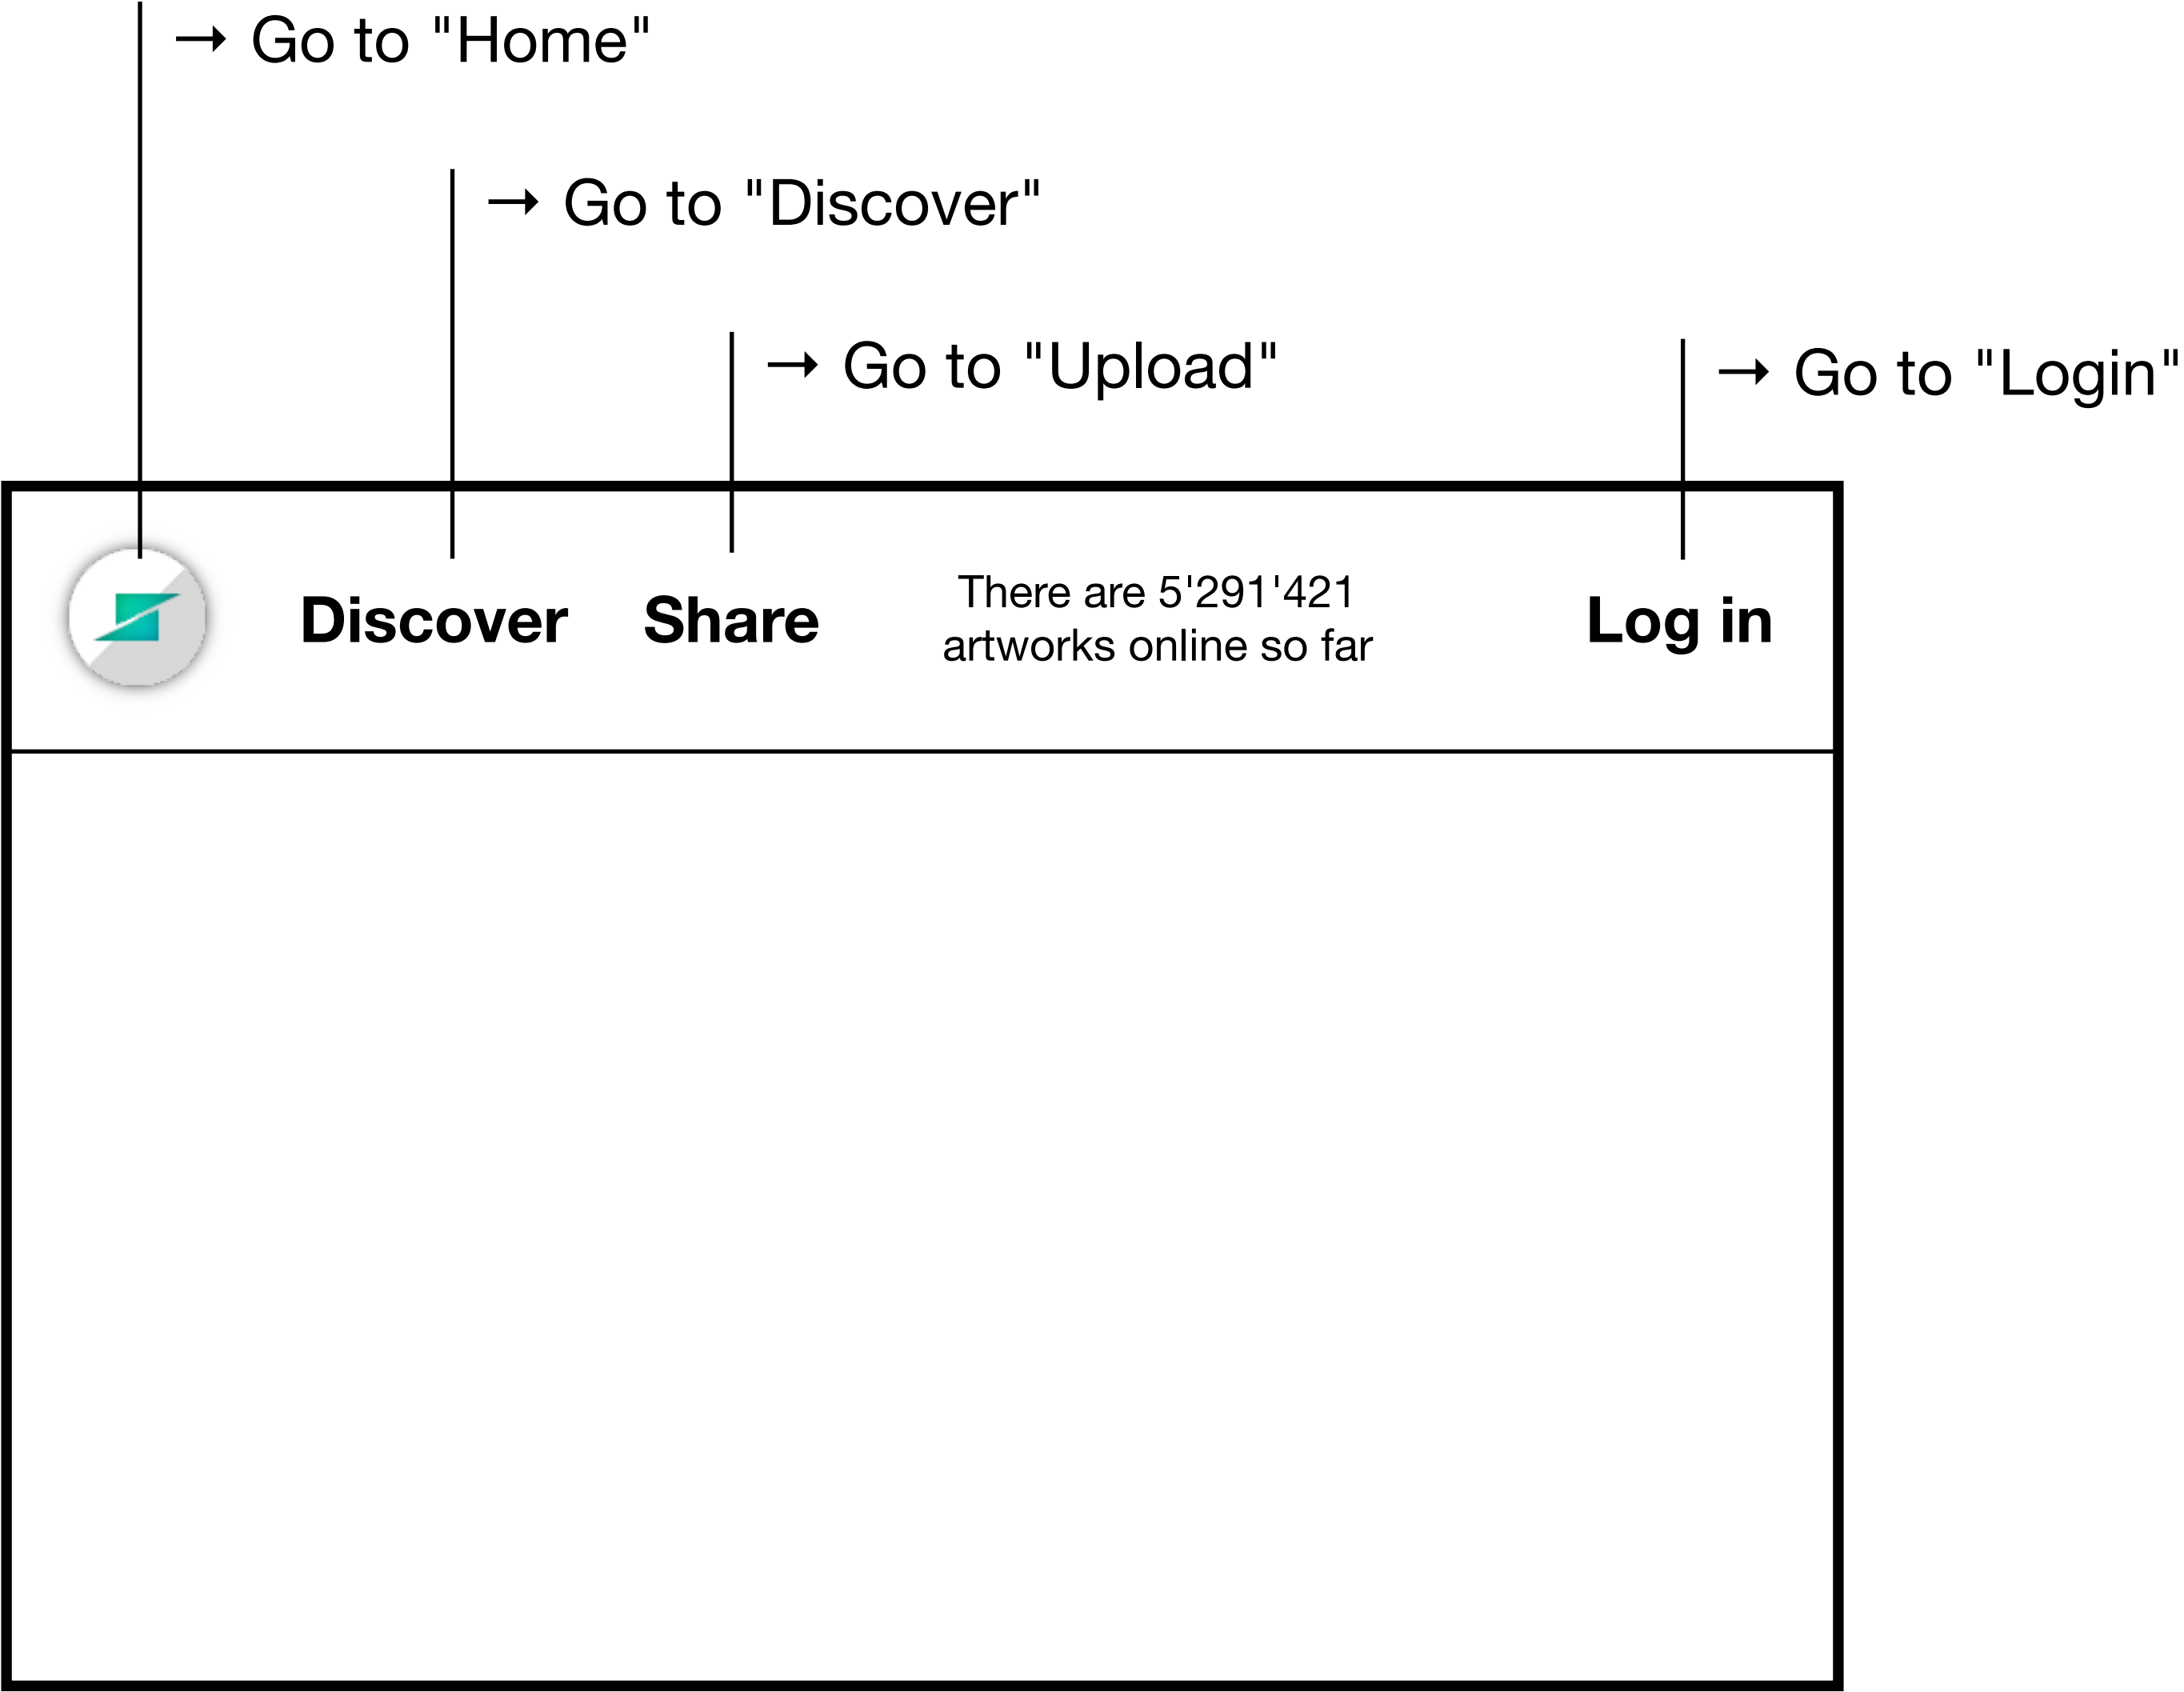 → Go to "Home"
→ Go to "Discover"
→ Go to "Upload"
→ Go to "Login"
Discover
Share
There are 5'291'421
artworks online so far
Log in